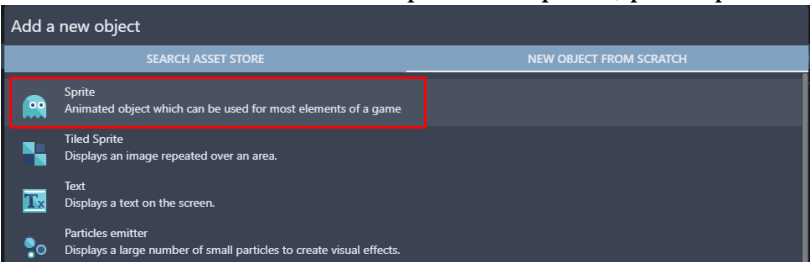 Add a new object
SEARCH ASSET STORE
NEW OBJECT FROM SCRATCH
Sprite
Animated object which can be used for most elements of a game
Tiled Sprite
Displays an image repeated over an area.
Tx
Text
Displays a text on the screen.
Particles emitter
Displays a large number of small particles to create visual effects.